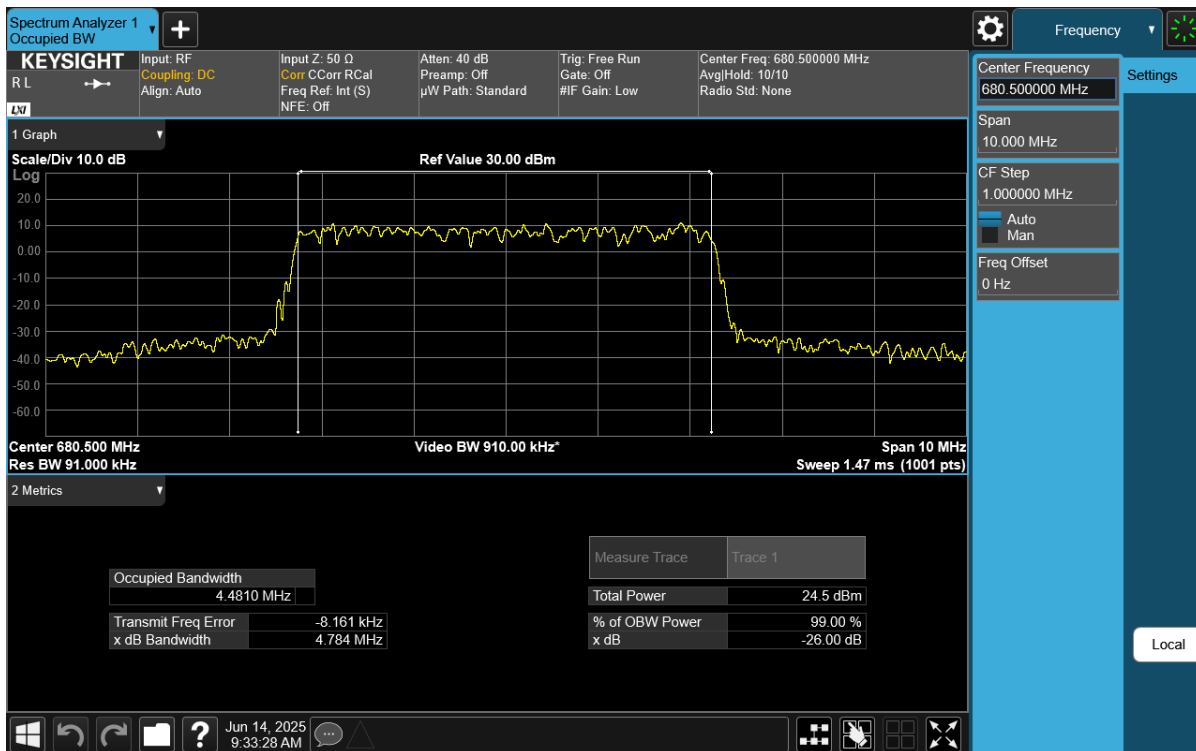 Spectrum Analyzer 1
Occupied BW
Frequency
KEYSIGHT
R L
LXI
Input: RF
Coupling: DC
Align: Auto
Input Z: 50 Ω
Corr CCorr RCal
Freq Ref: Int (S)
NFE: Off
Atten: 40 dB
Preamp: Off
µW Path: Standard
Trig: Free Run
Gate: Off
#IF Gain: Low
Center Freq: 680.500000 MHz
Avg|Hold: 10/10
Radio Std: None
Center Frequency
680.500000 MHz
Settings
Span
10.000 MHz
CF Step
1.000000 MHz
Auto
Man
Freq Offset
0 Hz
Local
1 Graph
Scale/Div 10.0 dB
Ref Value 30.00 dBm
Log
20.0
10.0
0.00
-10.0
-20.0
-30.0
-40.0
-50.0
-60.0
Center 680.500 MHz
Video BW 910.00 kHz*
Span 10 MHz
Res BW 91.000 kHz
Sweep 1.47 ms (1001 pts)
2 Metrics
Measure Trace
Trace 1
Occupied Bandwidth
4.4810 MHz
Total Power
24.5 dBm
Transmit Freq Error
-8.161 kHz
% of OBW Power
99.00 %
x dB Bandwidth
4.784 MHz
x dB
-26.00 dB
?
Jun 14, 2025
9:33:28 AM